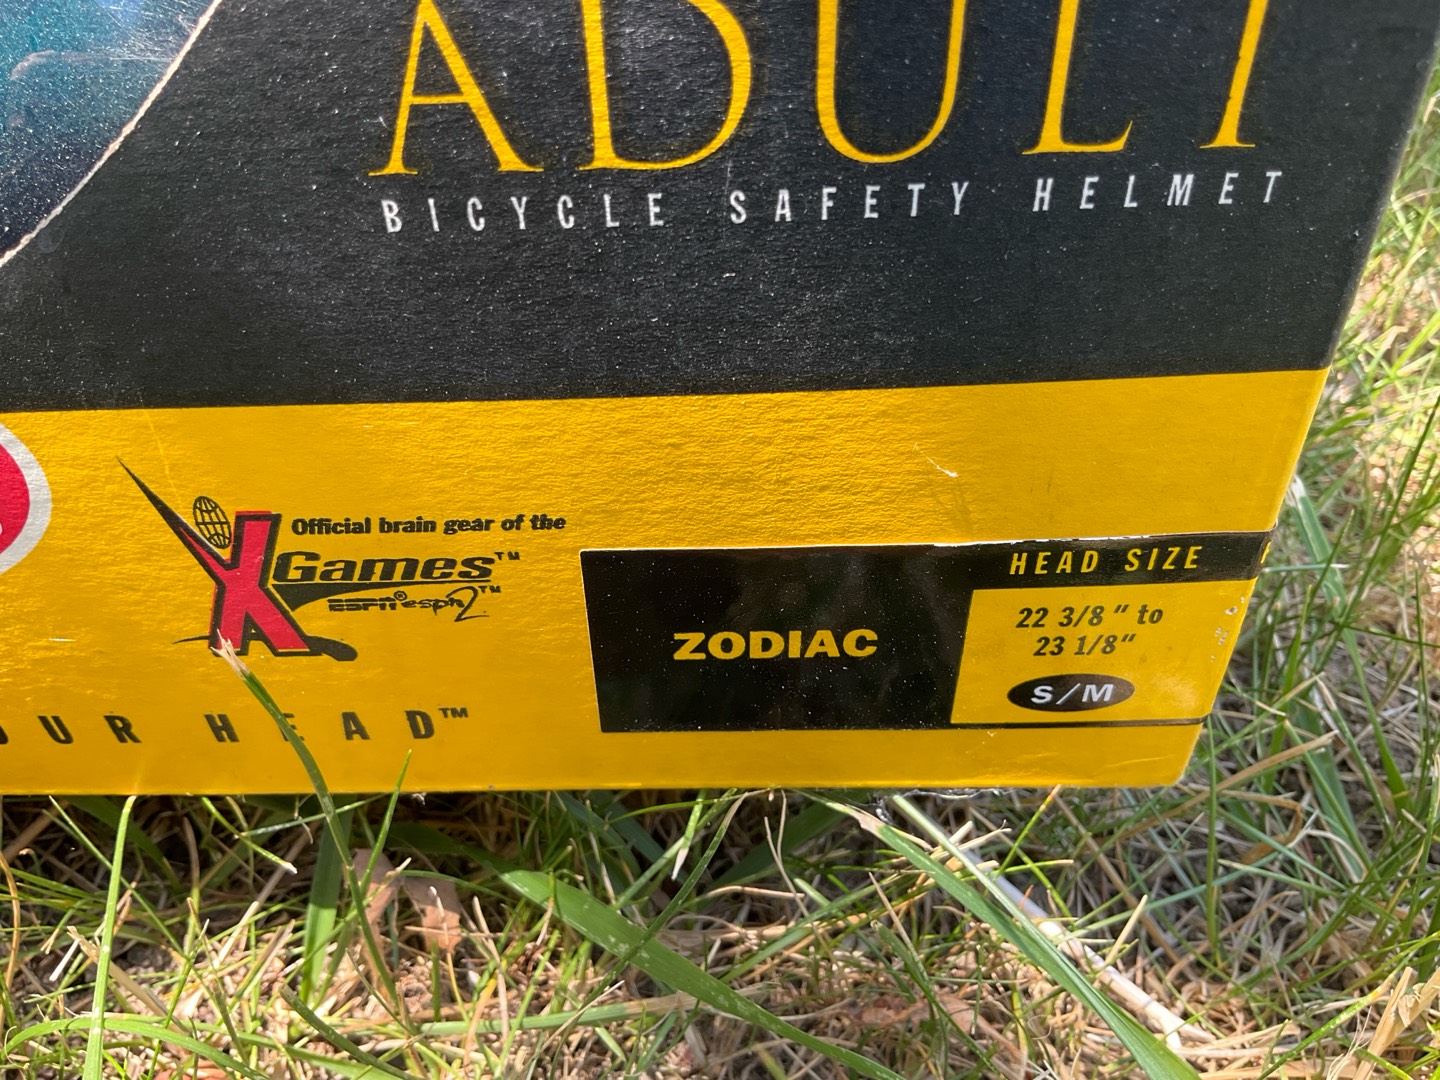 ADULT
BICYCLE SAFETY HELMET
Official brain gear of the
X Games™
ESPN® espn2™
HEAD™
ZODIAC
HEAD SIZE
22 3/8" to
23 1/8"
S/M